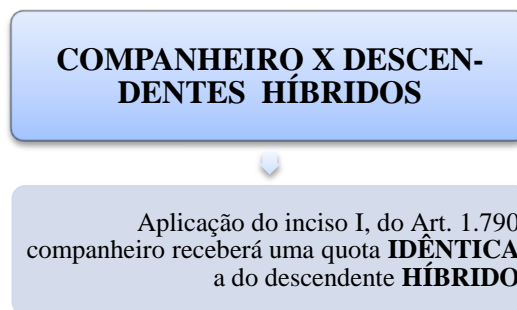 COMPANHEIRO X DESCEN-
DENTES HÍBRIDOS
Aplicação do inciso I, do Art. 1.790
companheiro receberá uma quota IDÊNTICA
a do descendente HÍBRIDO